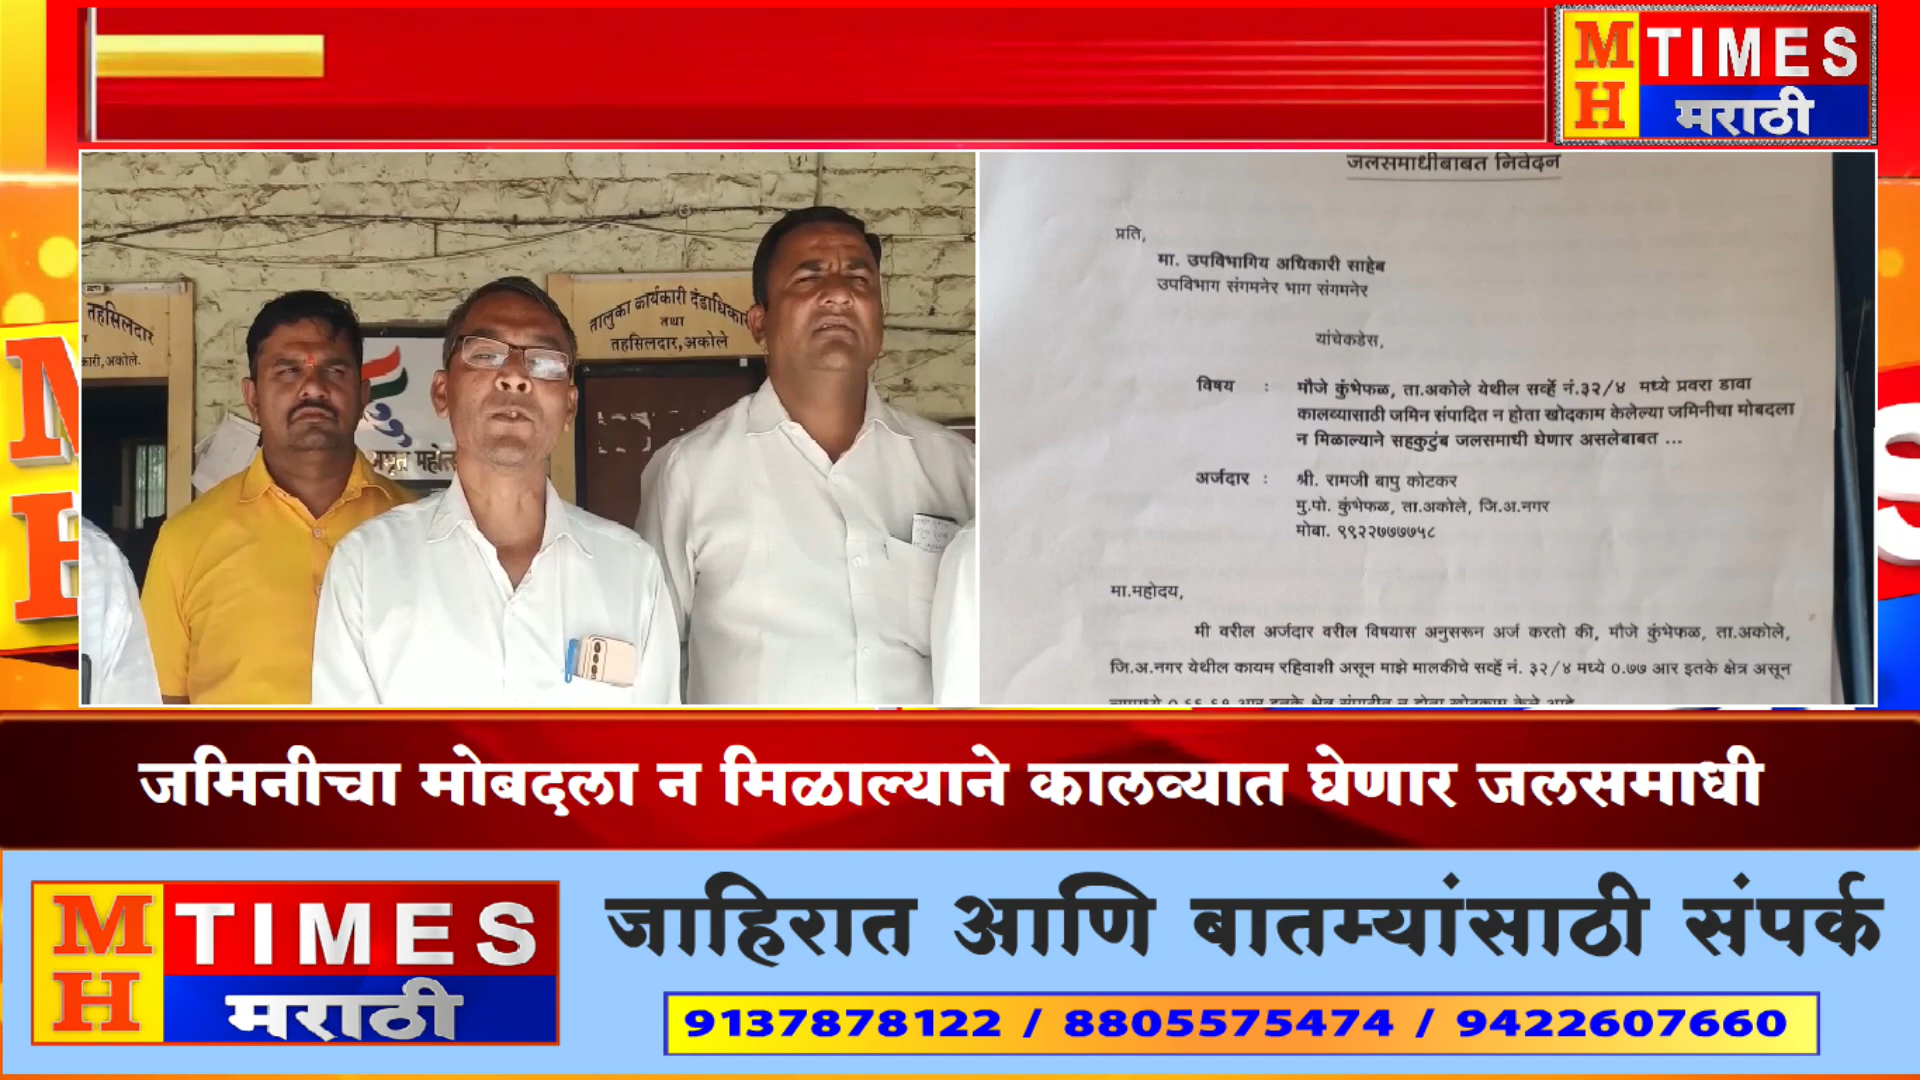 MH TIMES मराठी
तहसिलदार
कारी, अकोले.
तालुका कार्यकारी दंडाधिकारी
तथा
तहसिलदार, अकोले
जलसमाधीबाबत निवेदन
प्रति,
मा. उपविभागिय अधिकारी साहेब
उपविभाग संगमनेर भाग संगमनेर
यांचेकडेस,
विषय : मौजे कुंभेफळ, ता.अकोले येथील सर्व्हे नं.३२/४ मध्ये प्रवरा डावा
कालव्यासाठी जमिन संपादित न होता खोदकाम केलेल्या जमिनीचा मोबदला
न मिळाल्याने सहकुटुंब जलसमाधी घेणार असलेबाबत ...
अर्जदार : श्री. रामजी बापु कोटकर
मु.पो. कुंभेफळ, ता.अकोले, जि.अ.नगर
मोबा. ९९२२७७७७५८
मा.महोदय,
मी वरील अर्जदार वरील विषयास अनुसरून अर्ज करतो की, मौजे कुंभेफळ, ता.अकोले,
जि.अ.नगर येथील कायम रहिवाशी असून माझे मालकीचे सर्व्हे नं. ३२/४ मध्ये ०.७७ आर इतके क्षेत्र असून
जमिनीचा मोबदला न मिळाल्याने कालव्यात घेणार जलसमाधी
MH TIMES मराठी
जाहिरात आणि बातम्यांसाठी संपर्क
9137878122 / 8805575474 / 9422607660